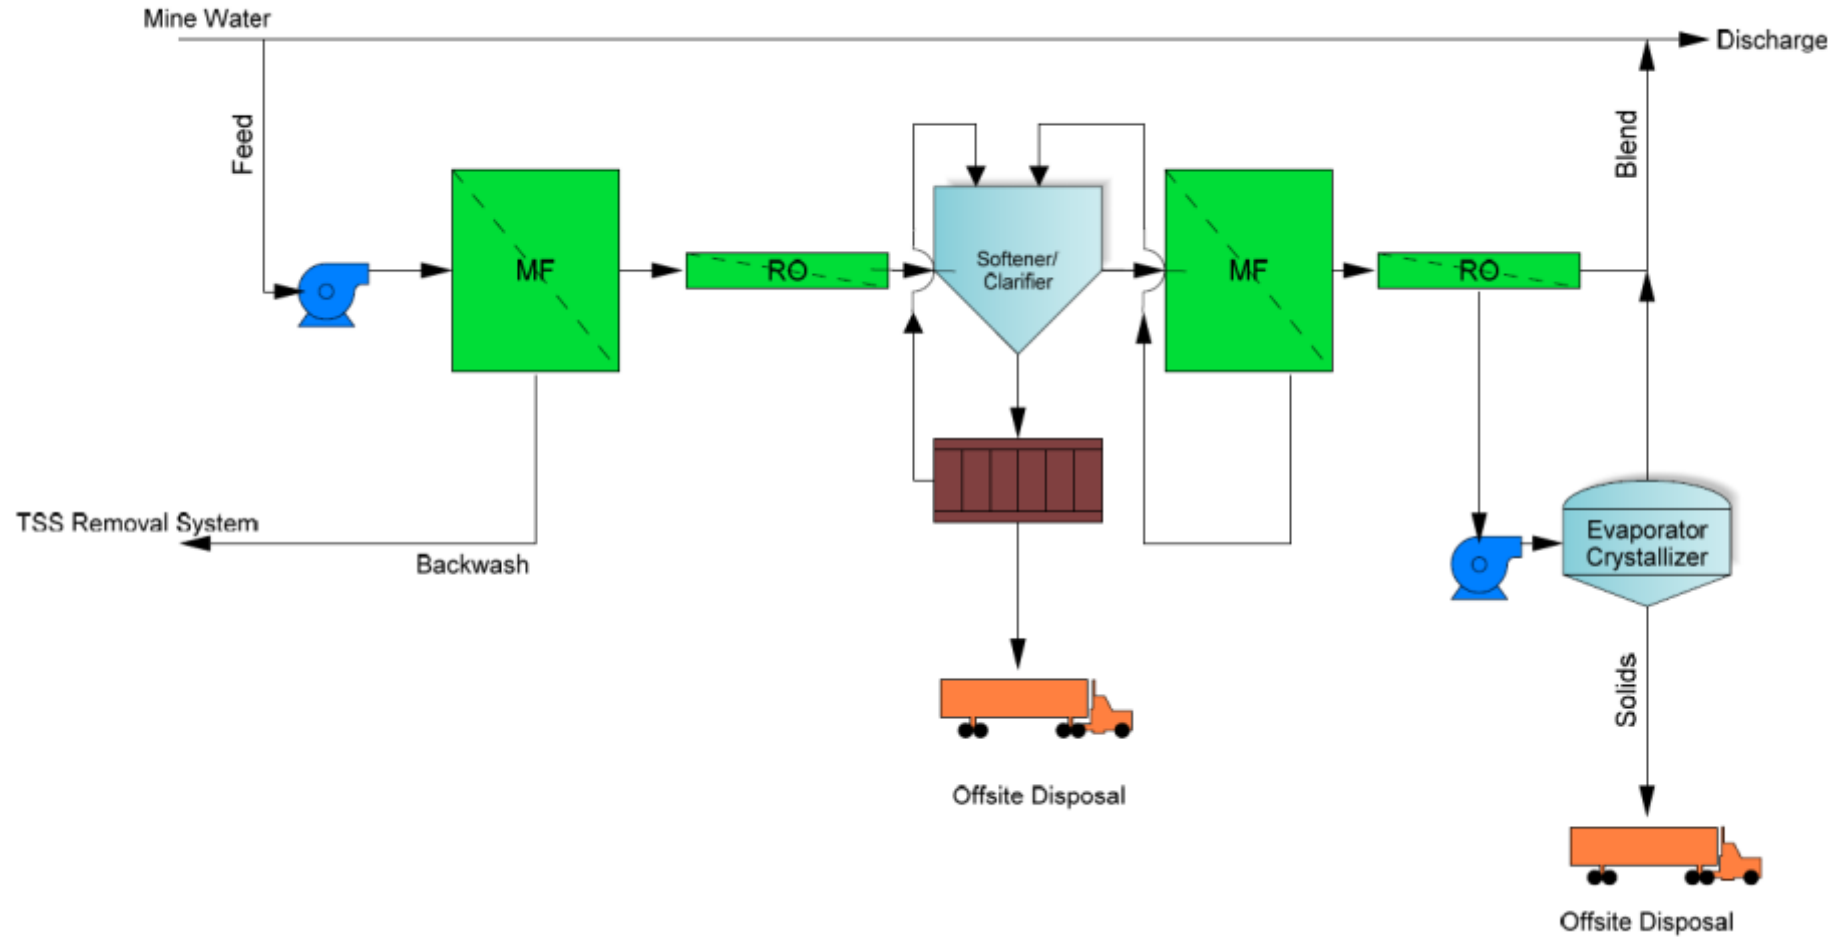 Mine Water
Discharge
Feed
Blend
MF
RO
Softener/
Clarifier
MF
RO
TSS Removal System
Backwash
Evaporator
Crystallizer
Solids
Offsite Disposal
Offsite Disposal